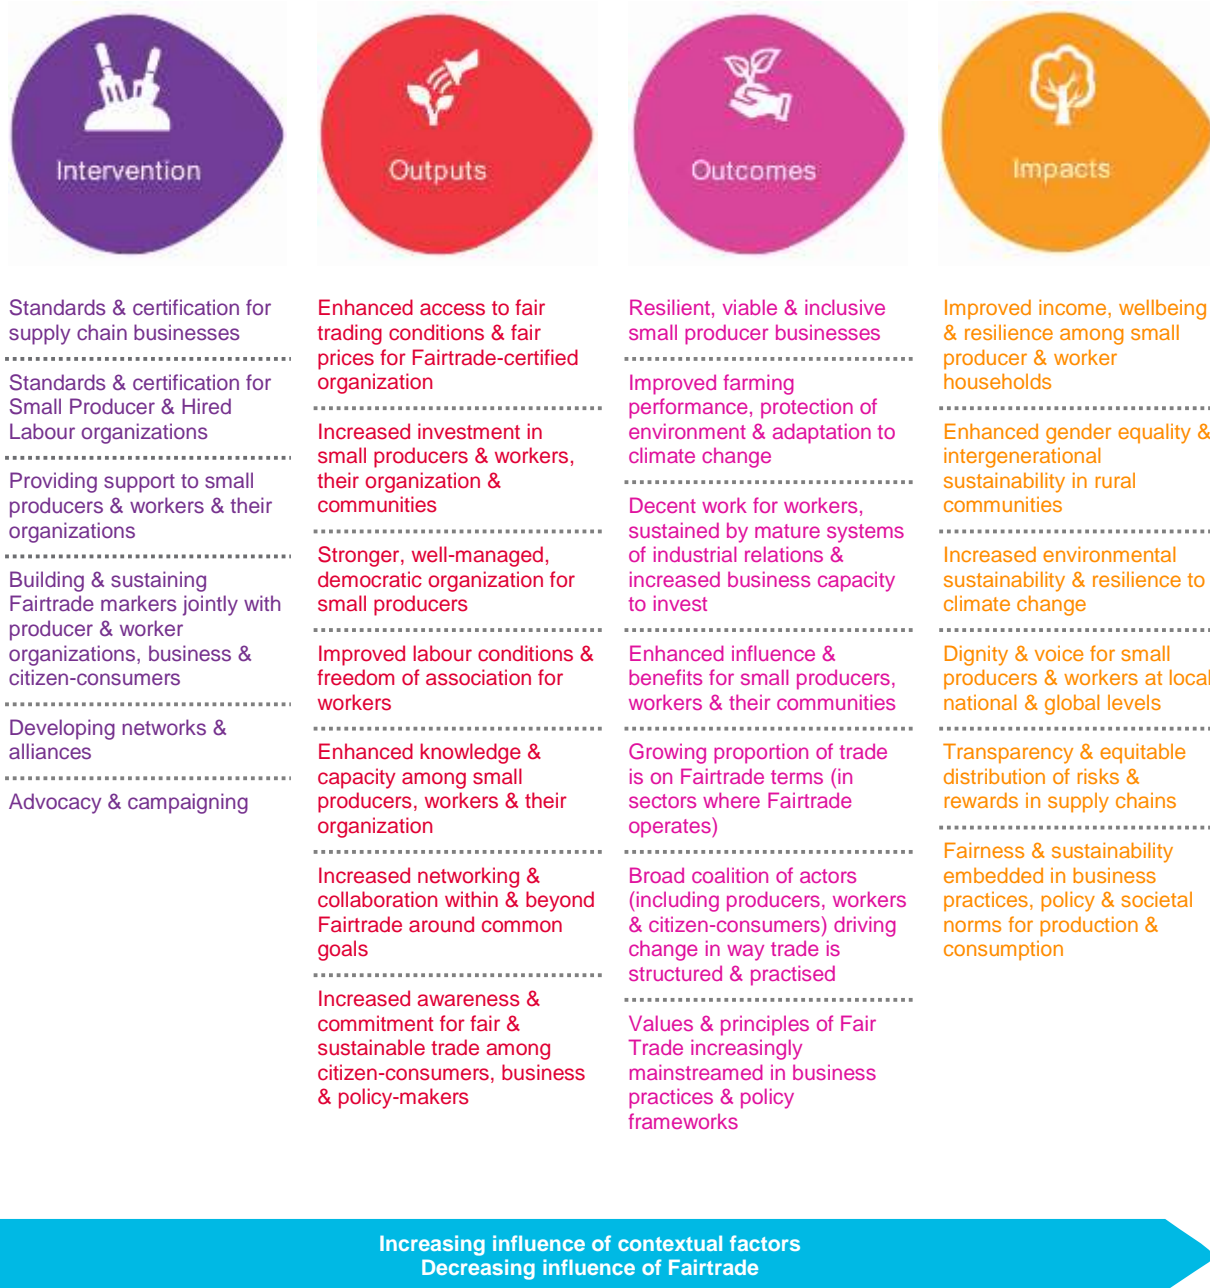 Intervention
Standards & certification for
supply chain businesses
Standards & certification for
Small Producer & Hired
Labour organizations
Providing support to small
producers & workers & their
organizations
Building & sustaining
Fairtrade markers jointly with
producer & worker
organizations, business &
citizen-consumers
Developing networks &
alliances
Advocacy & campaigning
Outputs
Enhanced access to fair
trading conditions & fair
prices for Fairtrade-certified
organization
Increased investment in
small producers & workers,
their organization &
communities
Stronger, well-managed,
democratic organization for
small producers
Improved labour conditions &
freedom of association for
workers
Enhanced knowledge &
capacity among small
producers, workers & their
organization
Increased networking &
collaboration within & beyond
Fairtrade around common
goals
Increased awareness &
commitment for fair &
sustainable trade among
citizen-consumers, business
& policy-makers
Outcomes
Resilient, viable & inclusive
small producer businesses
Improved farming
performance, protection of
environment & adaptation to
climate change
Decent work for workers,
sustained by mature systems
of industrial relations &
increased business capacity
to invest
Enhanced influence &
benefits for small producers,
workers & their communities
Growing proportion of trade
is on Fairtrade terms (in
sectors where Fairtrade
operates)
Broad coalition of actors
(including producers, workers
& citizen-consumers) driving
change in way trade is
structured & practised
Values & principles of Fair
Trade increasingly
mainstreamed in business
practices & policy
frameworks
Impacts
Improved income, wellbeing
& resilience among small
producer & worker
households
Enhanced gender equality &
intergenerational
sustainability in rural
communities
Increased environmental
sustainability & resilience to
climate change
Dignity & voice for small
producers & workers at local
national & global levels
Transparency & equitable
distribution of risks &
rewards in supply chains
Fairness & sustainability
embedded in business
practices, policy & societal
norms for production &
consumption
Increasing influence of contextual factors
Decreasing influence of Fairtrade